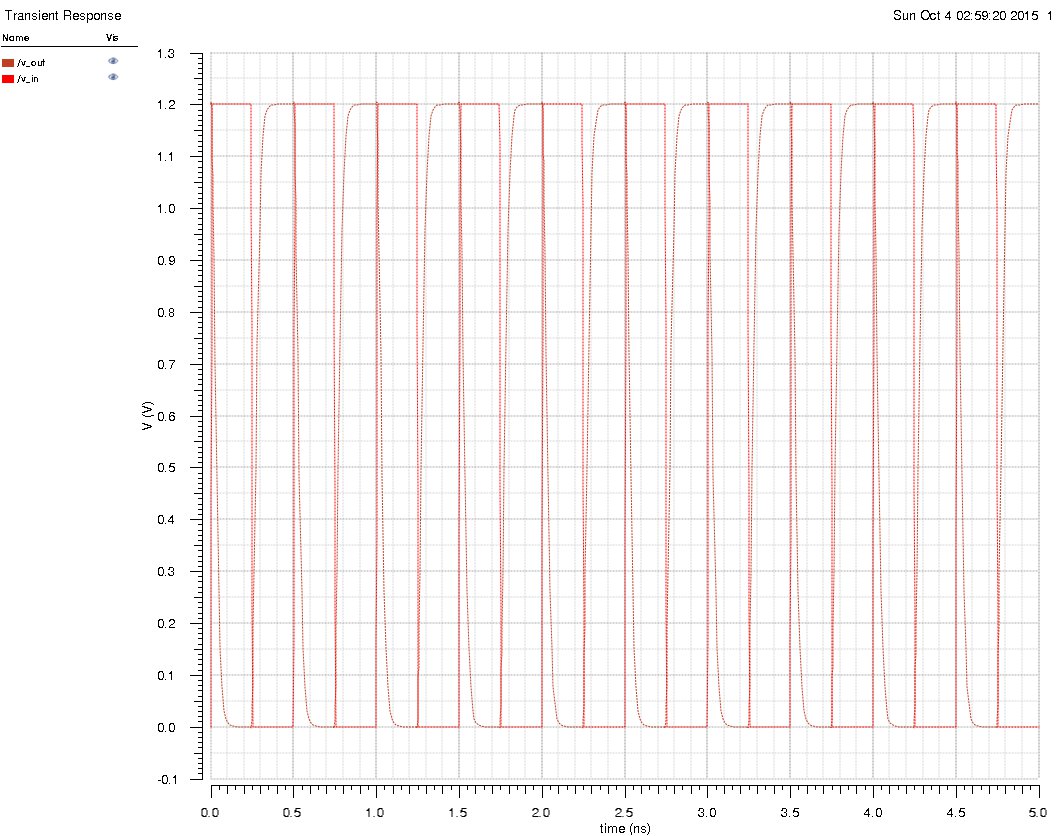 Transient Response
Sun Oct 4 02:59:20 2015 1
Name Vis
/v_out
/v_in
1.3
1.2
1.1
1.0
0.9
0.8
0.7
0.6
0.5
0.4
0.3
0.2
0.1
0.0
-0.1
V (V)
0.0 0.5 1.0 1.5 2.0 2.5 3.0 3.5 4.0 4.5 5.0
time (ns)